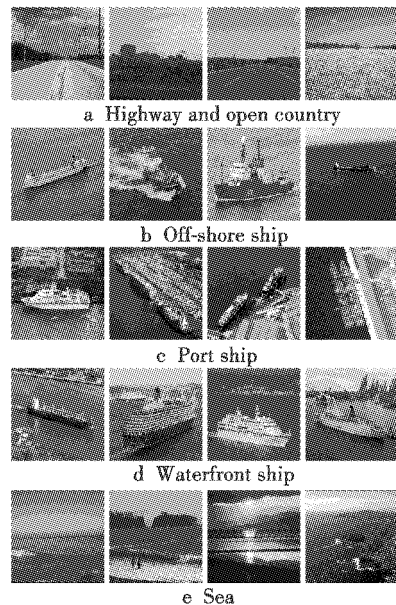 a Highway and open country
b Off-shore ship
c Port ship
d Waterfront ship
e Sea